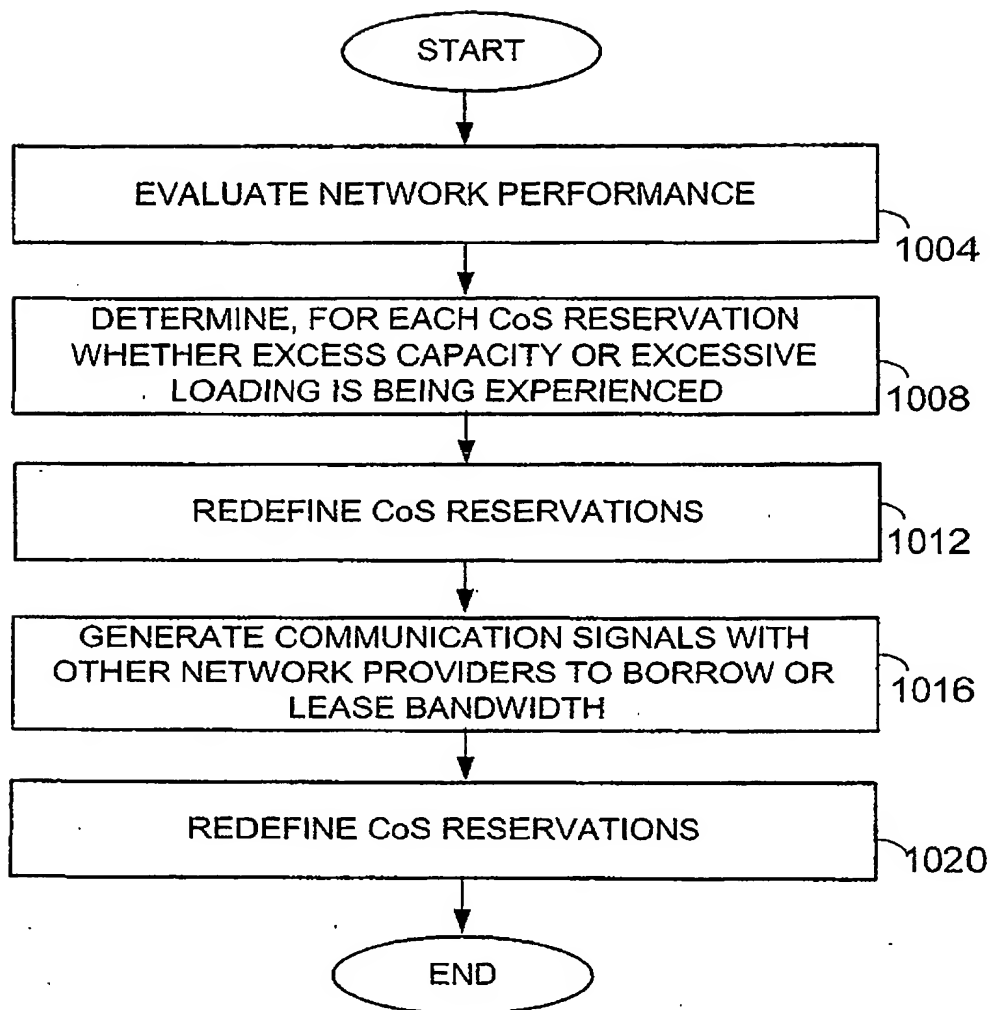 START
EVALUATE NETWORK PERFORMANCE
1004
DETERMINE, FOR EACH CoS RESERVATION
WHETHER EXCESS CAPACITY OR EXCESSIVE
LOADING IS BEING EXPERIENCED
1008
REDEFINE CoS RESERVATIONS
1012
GENERATE COMMUNICATION SIGNALS WITH
OTHER NETWORK PROVIDERS TO BORROW OR
LEASE BANDWIDTH
1016
REDEFINE CoS RESERVATIONS
1020
END